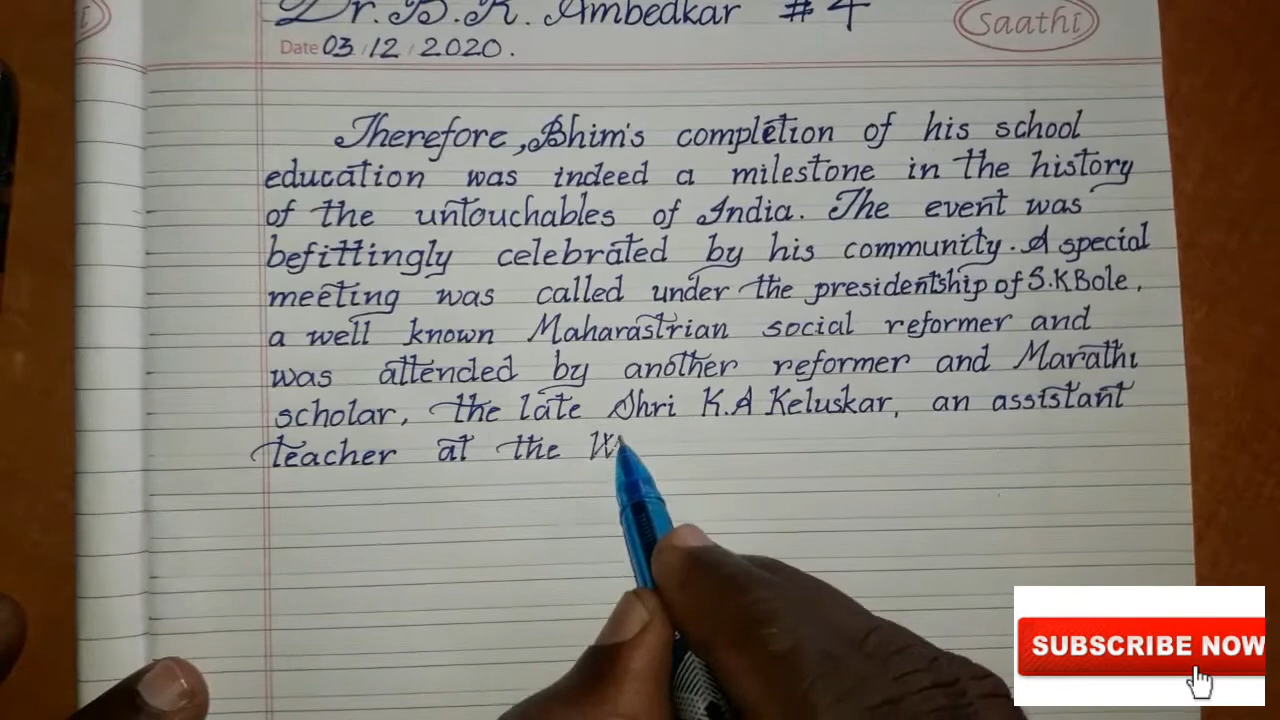 Dr. B. R. Ambedkar #4
Saathi
Date 03/12/2020.
Therefore, Bhim's completion of his school
education was indeed a milestone in the history
of the untouchables of India. The event was
befittingly celebrated by his community. A special
meeting was called under the presidentship of S.K Bole,
a well known Maharastrian social reformer and
was attended by another reformer and Marathi
scholar, the late Shri K.A Keluskar, an assistant
teacher at the
SUBSCRIBE NOW